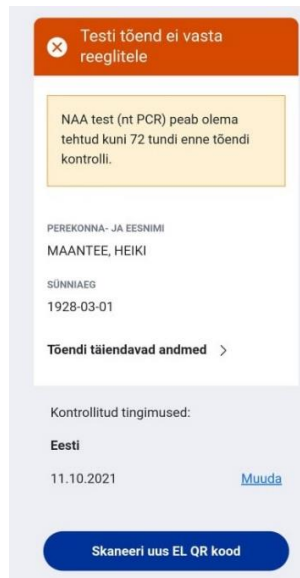 Testi tõend ei vasta
reeglitele
NAA test (nt PCR) peab olema
tehtud kuni 72 tundi enne tõendi
kontrolli.
PEREKONNA- JA EESNIMI
MAANTEE, HEIKI
SÜNNIAEG
1928-03-01
Tõendi täiendavad andmed
Kontrollitud tingimused:
Eesti
11.10.2021 Muuda
Skaneeri uus EL QR kood